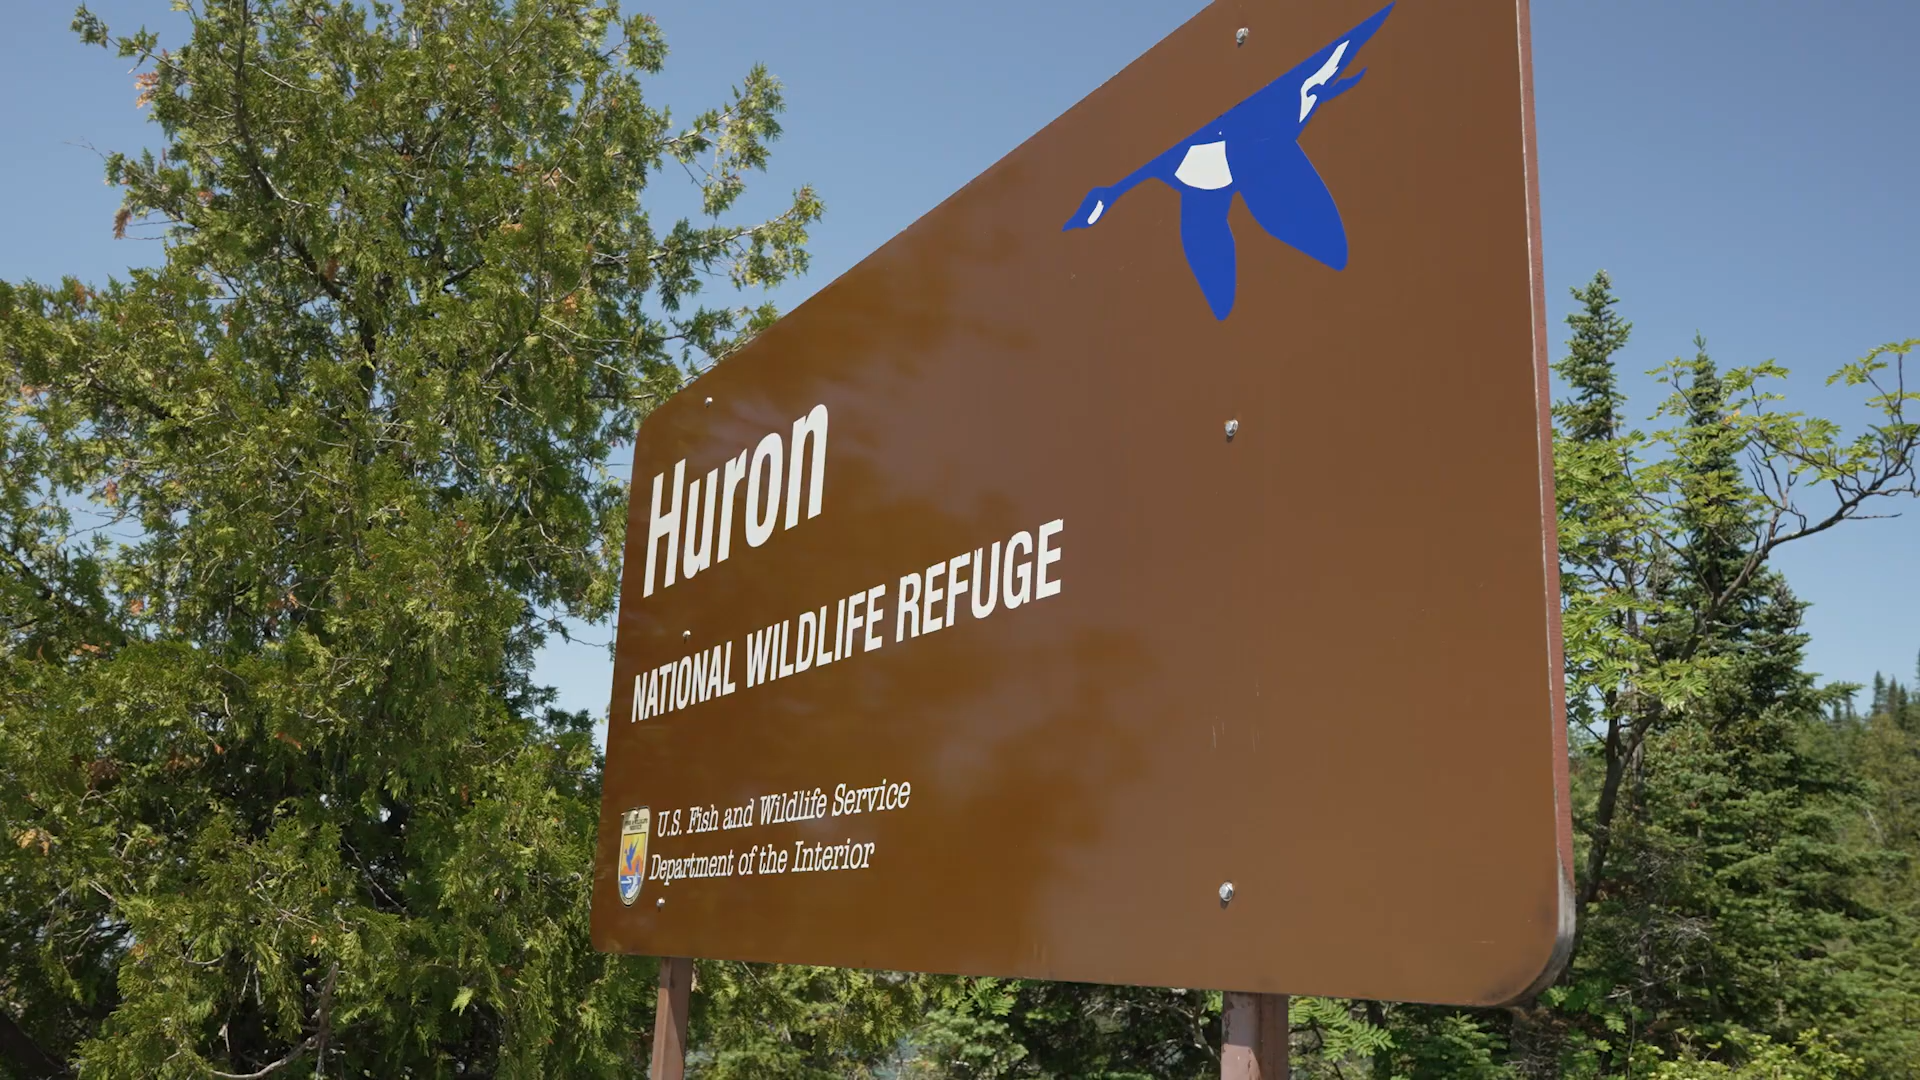 Huron
NATIONAL WILDLIFE REFUGE
U.S. Fish and Wildlife Service
Department of the Interior